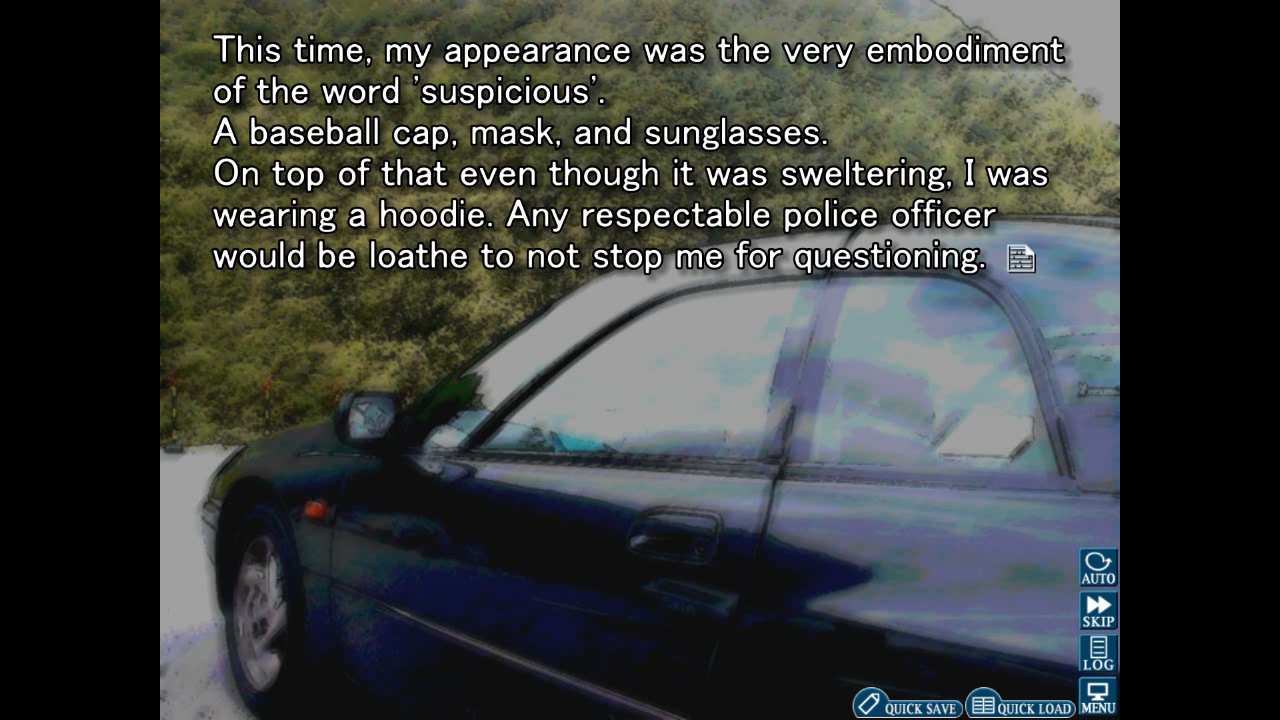 This time, my appearance was the very embodiment
of the word 'suspicious'.
A baseball cap, mask, and sunglasses.
On top of that even though it was sweltering, I was
wearing a hoodie. Any respectable police officer
would be loathe to not stop me for questioning.
AUTO
SKIP
LOG
MENU
QUICK SAVE
QUICK LOAD